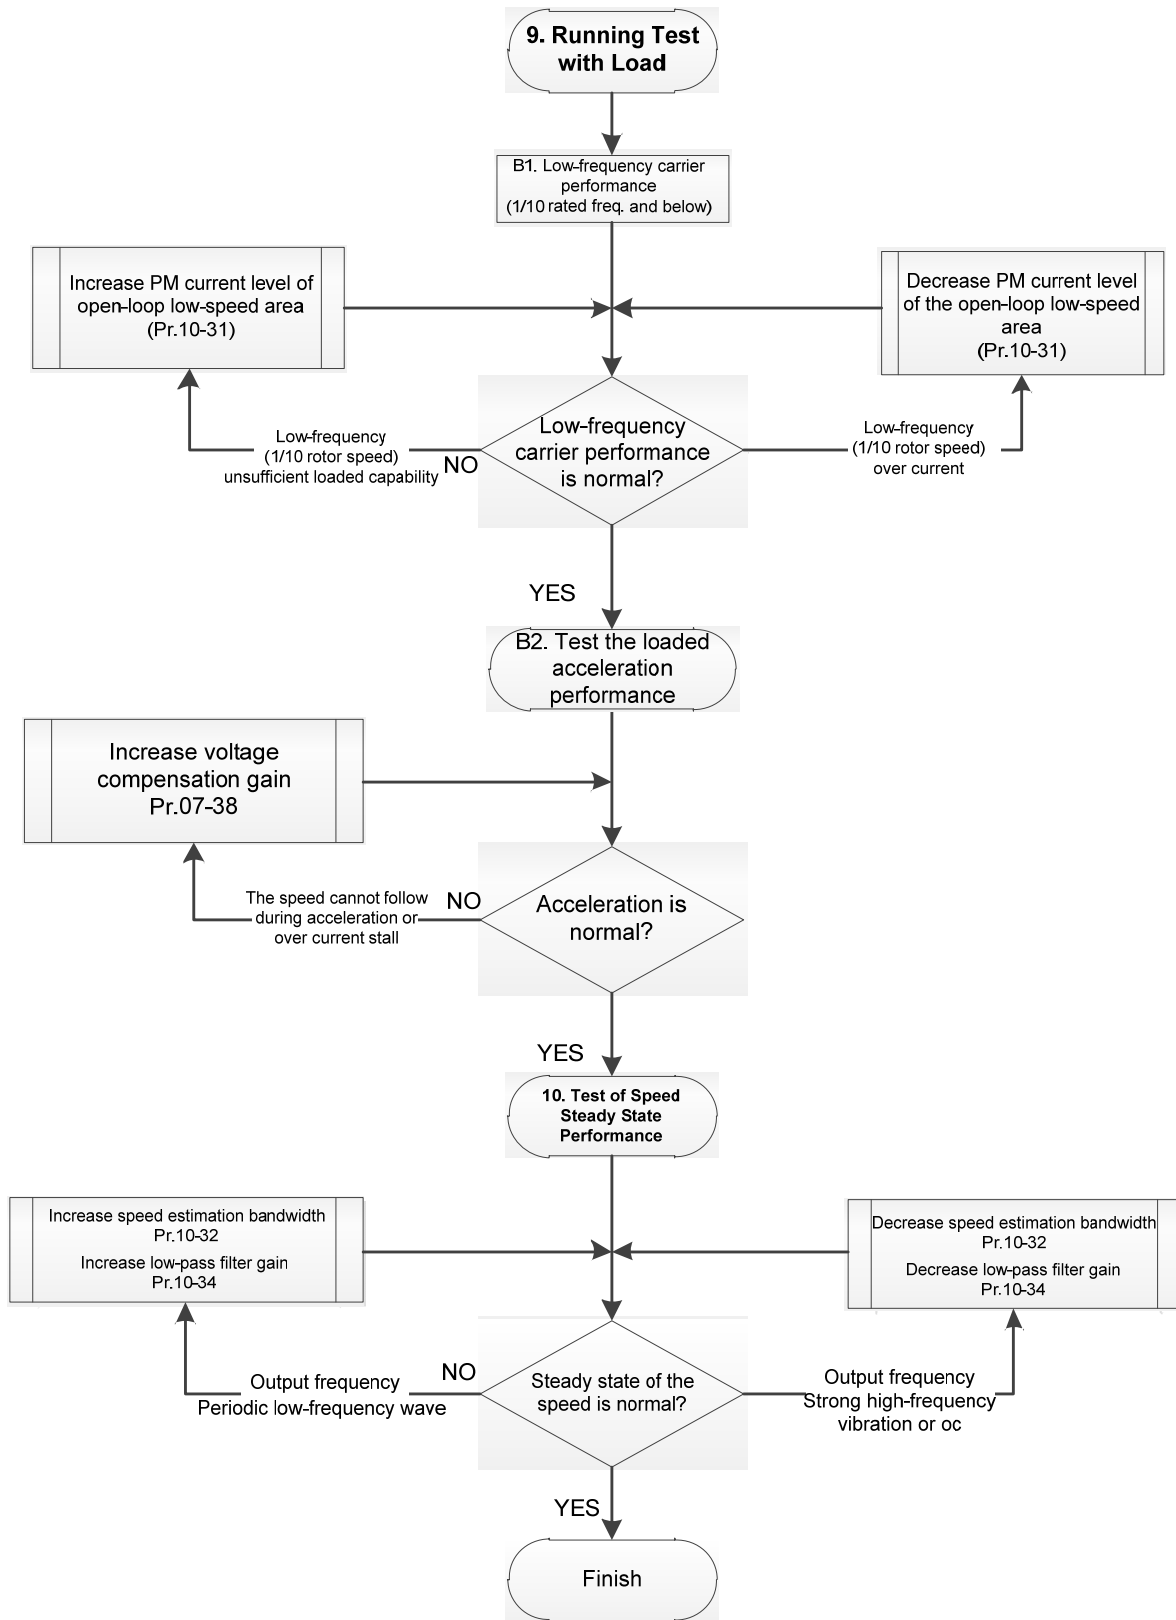 9. Running Test
with Load
B1. Low-frequency carrier
performance
(1/10 rated freq. and below)
Increase PM current level of
open-loop low-speed area
(Pr.10-31)
Decrease PM current level
of the open-loop low-speed
area
(Pr.10-31)
Low-frequency
carrier performance
is normal?
Low-frequency
(1/10 rotor speed)
unsufficient loaded capability
NO
Low-frequency
(1/10 rotor speed)
over current
YES
B2. Test the loaded
acceleration
performance
Increase voltage
compensation gain
Pr.07-38
The speed cannot follow
during acceleration or
over current stall
NO
Acceleration is
normal?
YES
10. Test of Speed
Steady State
Performance
Increase speed estimation bandwidth
Pr.10-32
Increase low-pass filter gain
Pr.10-34
Decrease speed estimation bandwidth
Pr.10-32
Decrease low-pass filter gain
Pr.10-34
Output frequency
Periodic low-frequency wave
NO
Steady state of the
speed is normal?
Output frequency
Strong high-frequency
vibration or oc
YES
Finish